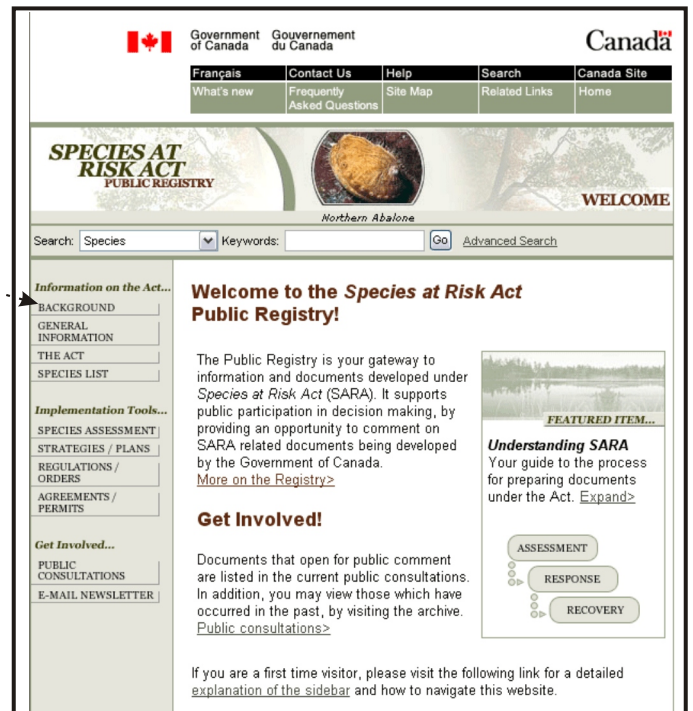 Government of Canada
Gouvernement du Canada
Canada
Français Contact Us Help Search Canada Site
What's new Frequently Asked Questions Site Map Related Links Home
SPECIES AT
RISK ACT
PUBLIC REGISTRY
WELCOME
Northern Abalone
Search: Species Keywords: Go Advanced Search
Information on the Act...
BACKGROUND
GENERAL
INFORMATION
THE ACT
SPECIES LIST
Implementation Tools...
SPECIES ASSESSMENT
STRATEGIES / PLANS
REGULATIONS /
ORDERS
AGREEMENTS /
PERMITS
Get Involved...
PUBLIC
CONSULTATIONS
E-MAIL NEWSLETTER
Welcome to the Species at Risk Act
Public Registry!
The Public Registry is your gateway to
information and documents developed under
Species at Risk Act (SARA). It supports
public participation in decision making, by
providing an opportunity to comment on
SARA related documents being developed
by the Government of Canada.
More on the Registry>
Get Involved!
Documents that open for public comment
are listed in the current public consultations.
In addition, you may view those which have
occurred in the past, by visiting the archive.
Public consultations>
FEATURED ITEM...
Understanding SARA
Your guide to the process
for preparing documents
under the Act. Expand>
ASSESSMENT
RESPONSE
RECOVERY
If you are a first time visitor, please visit the following link for a detailed
explanation of the sidebar and how to navigate this website.